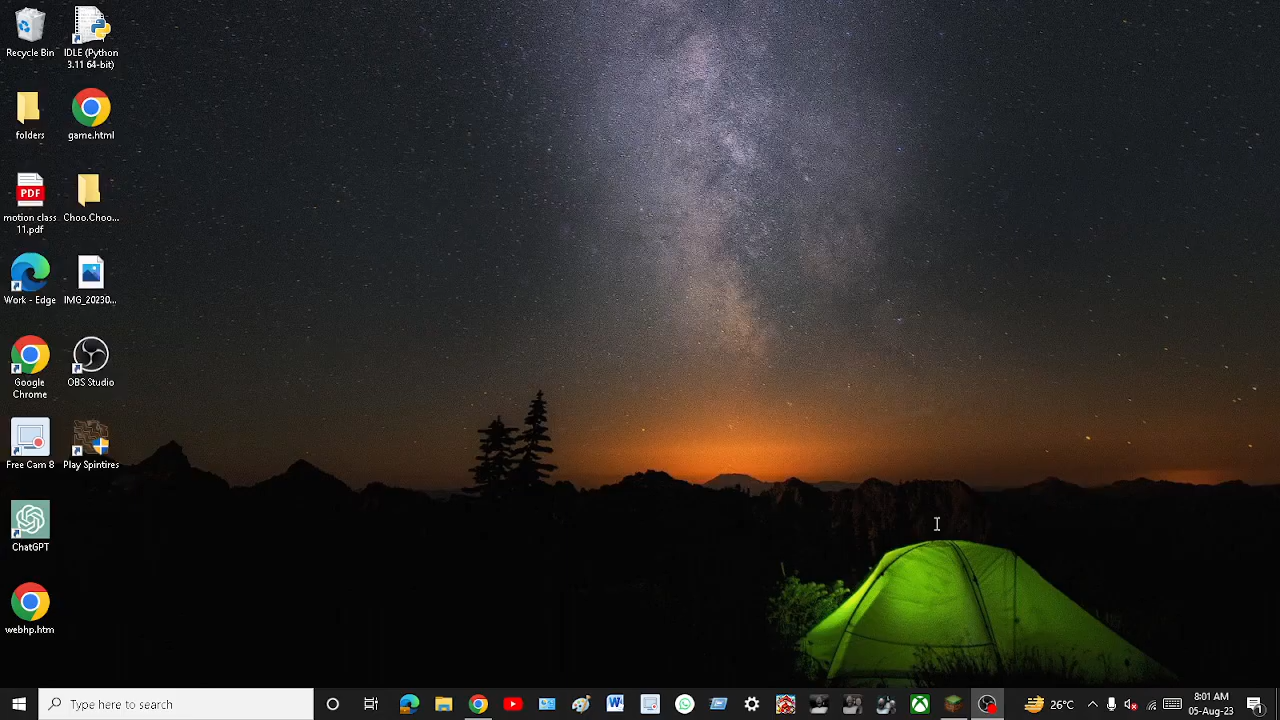 Recycle Bin
IDLE (Python
3.11 64-bit)
folders
game.html
PDF
motion class
11.pdf
Choo.Choo...
Work - Edge
IMG_20230...
Google
Chrome
OBS Studio
Free Cam 8
Play Spintires
ChatGPT
webhp.htm
Type here to search
W
26°C
8:01 AM
05-Aug-23
1